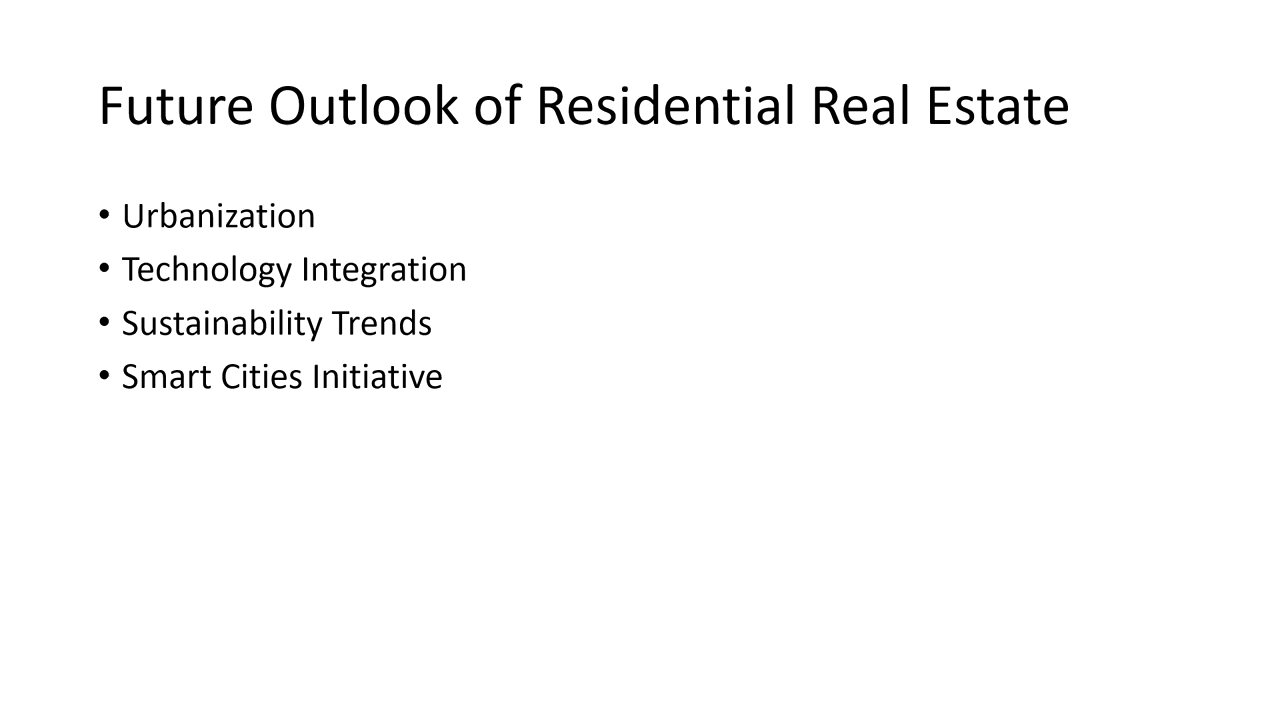 Future Outlook of Residential Real Estate
• Urbanization
• Technology Integration
• Sustainability Trends
• Smart Cities Initiative